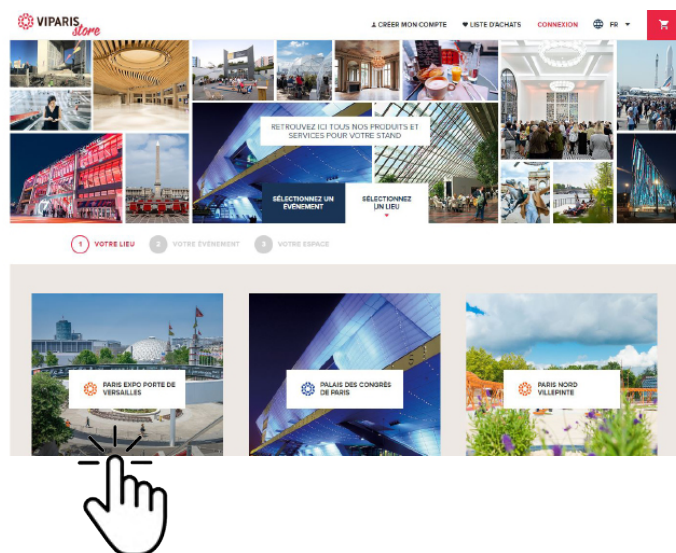 VIPARIS
store
CRÉER MON COMPTE
LISTE D'ACHATS
CONNEXION
FR
RETROUVEZ ICI TOUS NOS PRODUITS ET
SERVICES POUR VOTRE STAND
SÉLECTIONNEZ UN
ÉVÉNEMENT
SÉLECTIONNEZ
UN LIEU
1 VOTRE LIEU
2 VOTRE ÉVÉNEMENT
3 VOTRE ESPACE
PARIS EXPO PORTE DE
VERSAILLES
PALAIS DES CONGRÈS
DE PARIS
PARIS NORD
VILLEPINTE